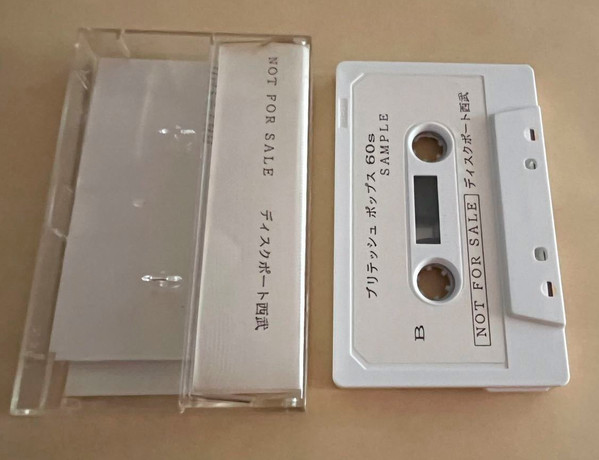 NOT FOR SALE ディスクポート西武
ブリテッシュ ポップス 60s
SAMPLE
B
NOT FOR SALE ディスクポート西武